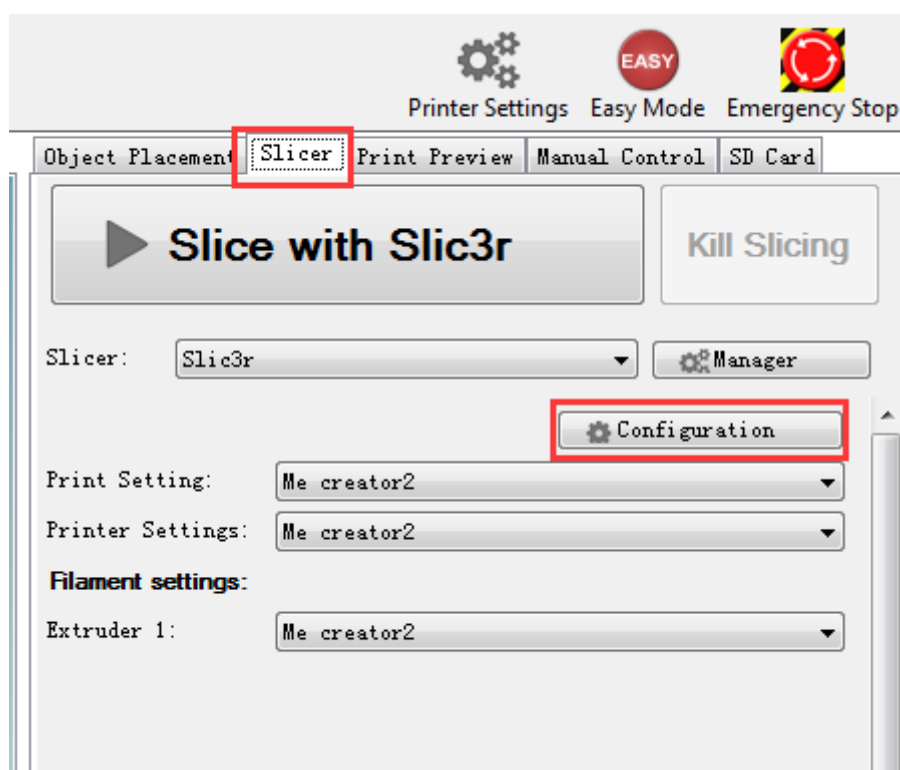 Printer Settings Easy Mode Emergency Stop
EASY
Object Placement Slicer Print Preview Manual Control SD Card
Slice with Slic3r Kill Slicing
Slicer: Slic3r Manager
Configuration
Print Setting: Me creator2
Printer Settings: Me creator2
Filament settings:
Extruder 1: Me creator2